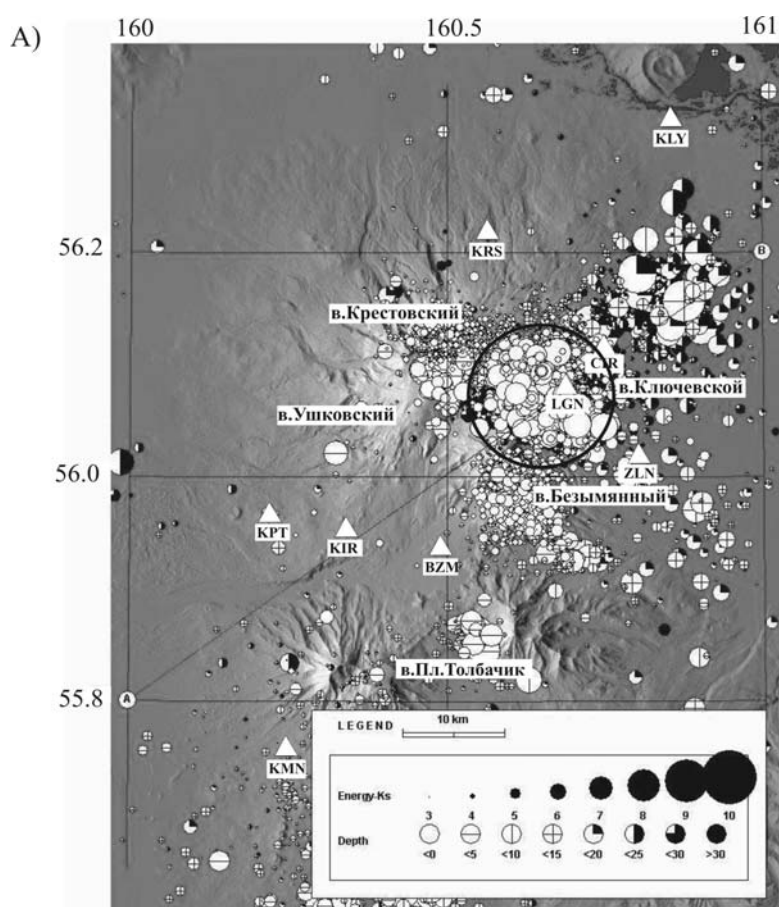 A)
160 160.5 161
KLY
56.2
KRS
B
в.Крестовский
CIR
в.Ключевской
LGN
в.Ушковский
56.0
ZLN
в.Безымянный
KPT
KIR
BZM
в.Пл.Толбачик
55.8
A
KMN
LEGEND 10 km
Energy-Ks
3 4 5 6 7 8 9 10
Depth
<0 <5 <10 <15 <20 <25 <30 >30